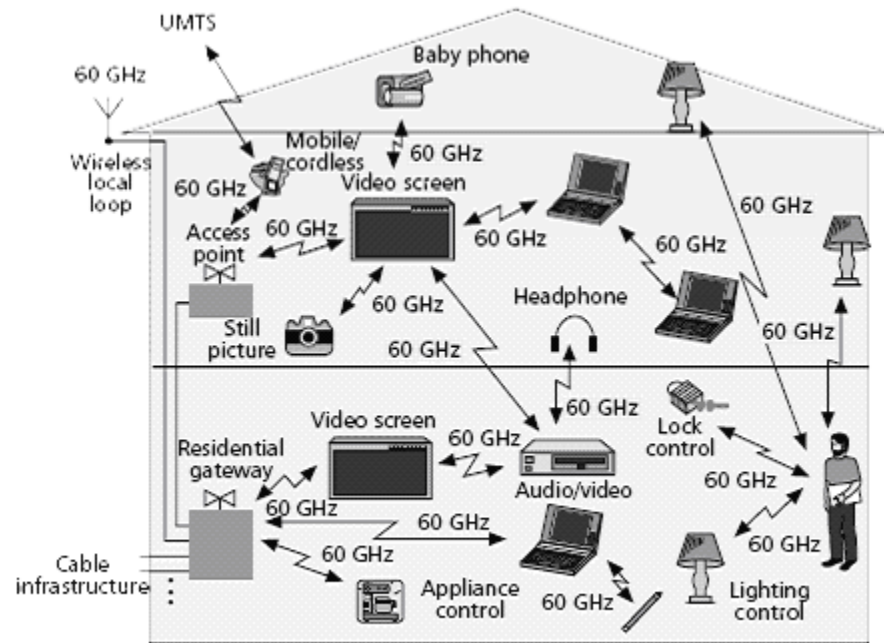 UMTS
60 GHz
Baby phone
Wireless
local
loop
Mobile/
cordless
60 GHz
60 GHz
Video screen
60 GHz
Access
point
60 GHz
60 GHz
60 GHz
60 GHz
Still
picture
60 GHz
Headphone
60 GHz
60 GHz
60 GHz
Residential
gateway
Video screen
60 GHz
Audio/video
Lock
control
60 GHz
60 GHz
60 GHz
60 GHz
Cable
infrastructure
60 GHz
Appliance
control
60 GHz
Lighting
control